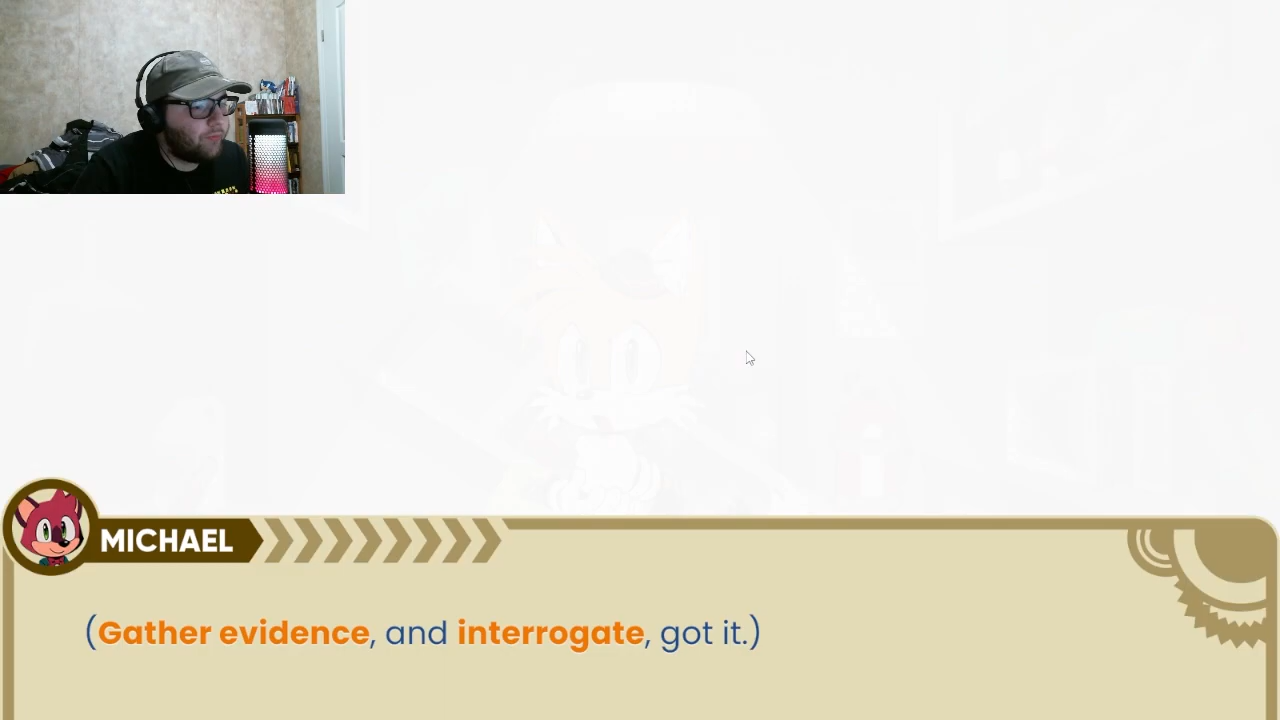 MICHAEL
(Gather evidence, and interrogate, got it.)